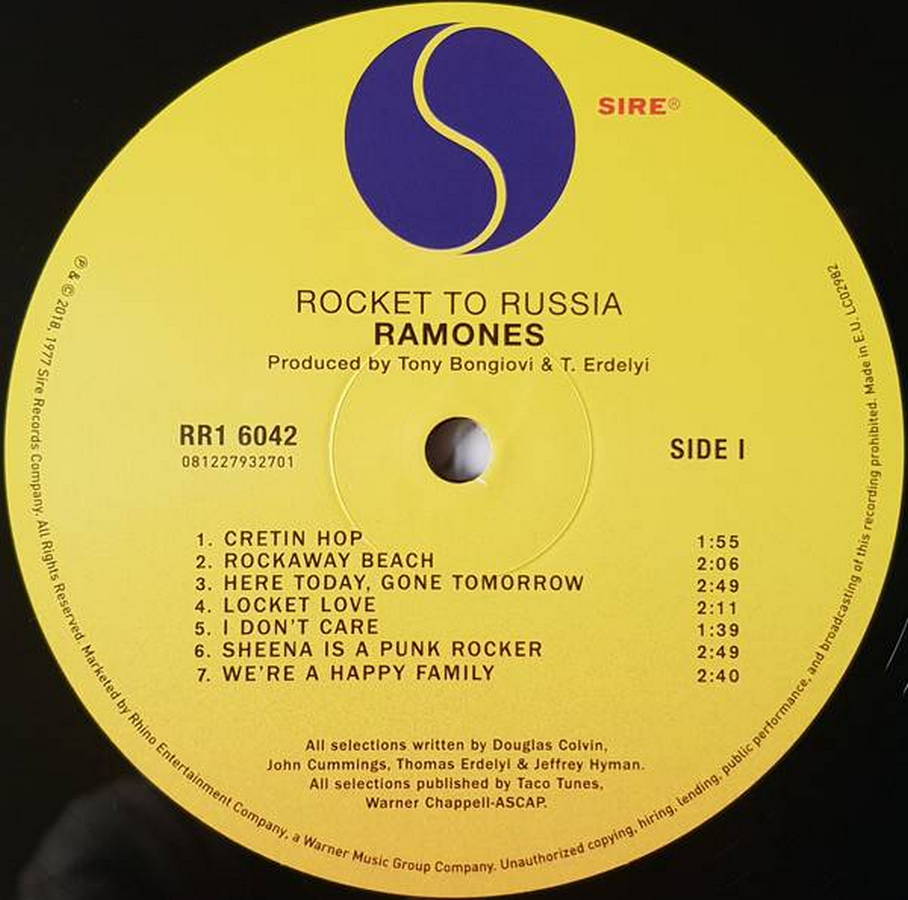 SIRE®
ROCKET TO RUSSIA
RAMONES
Produced by Tony Bongiovi & T. Erdelyi
RR1 6042
081227932701
SIDE I
1. CRETIN HOP 1:55
2. ROCKAWAY BEACH 2:06
3. HERE TODAY, GONE TOMORROW 2:49
4. LOCKET LOVE 2:11
5. I DON'T CARE 1:39
6. SHEENA IS A PUNK ROCKER 2:49
7. WE'RE A HAPPY FAMILY 2:40
All selections written by Douglas Colvin,
John Cummings, Thomas Erdelyi & Jeffrey Hyman.
All selections published by Taco Tunes,
Warner Chappell-ASCAP.
℗ & © 2018, 1977 Sire Records Company. All Rights Reserved. Marketed by Rhino Entertainment Company, a Warner Music Group Company. Unauthorized copying, hiring, lending, public performance, and broadcasting of this recording prohibited. Made in E.U. LC02982